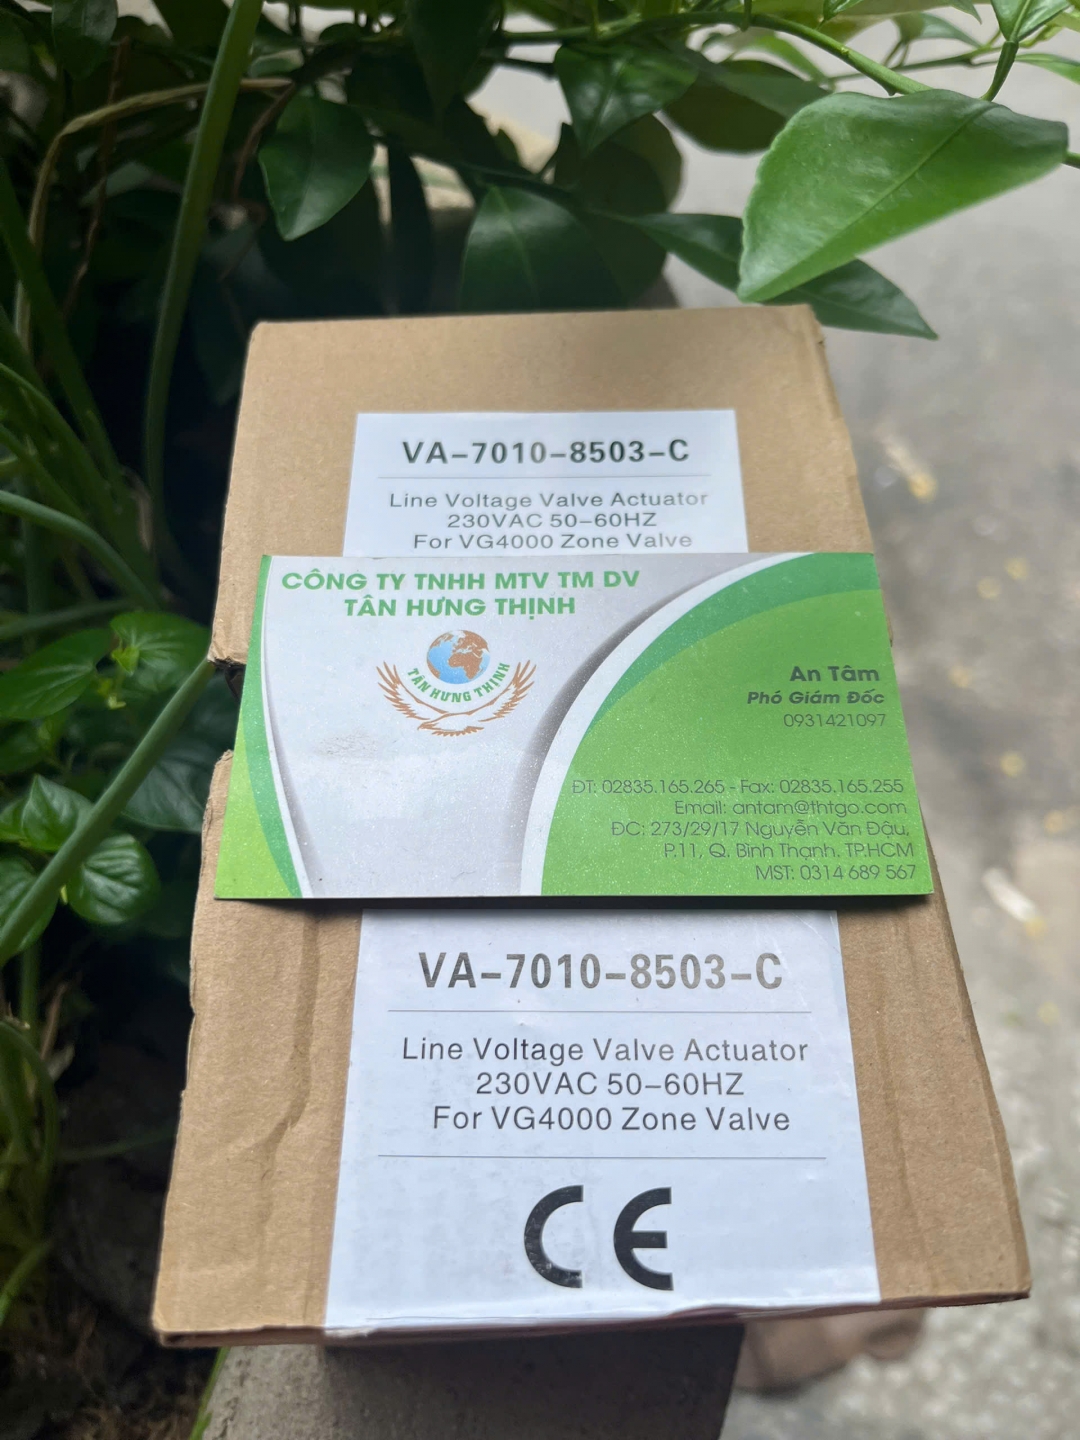 VA-7010-8503-C
Line Voltage Valve Actuator
230VAC 50-60HZ
For VG4000 Zone Valve
CÔNG TY TNHH MTV TM DV
TÂN HƯNG THỊNH
TÂN HƯNG THỊNH
An Tâm
Phó Giám Đốc
0931421097
ĐT: 02835.165.265 - Fax: 02835.165.255
Email: antam@thtgo.com
ĐC: 273/29/17 Nguyễn Văn Đậu,
P.11, Q. Bình Thạnh. TP.HCM
MST: 0314 689 567
VA-7010-8503-C
Line Voltage Valve Actuator
230VAC 50-60HZ
For VG4000 Zone Valve
CE